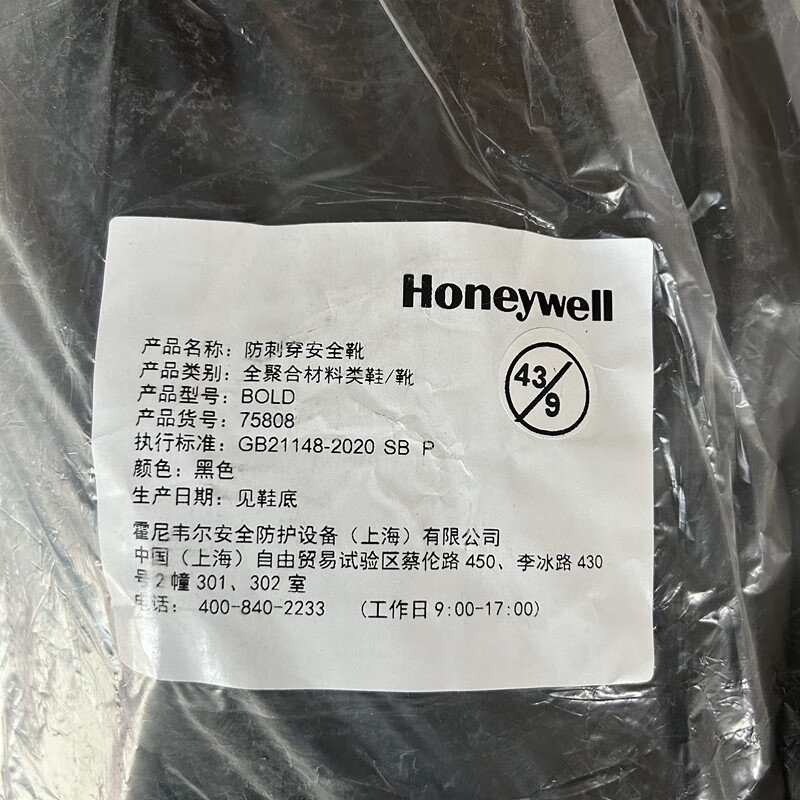 Honeywell
43/9
产品名称：防刺穿安全靴
产品类别：全聚合材料类鞋/靴
产品型号：BOLD
产品货号：75808
执行标准：GB21148-2020 SB P
颜色：黑色
生产日期：见鞋底
霍尼韦尔安全防护设备（上海）有限公司
中国（上海）自由贸易试验区蔡伦路 450、李冰路 430
号 2 幢 301、302 室
电话： 400-840-2233 （工作日 9:00-17:00）